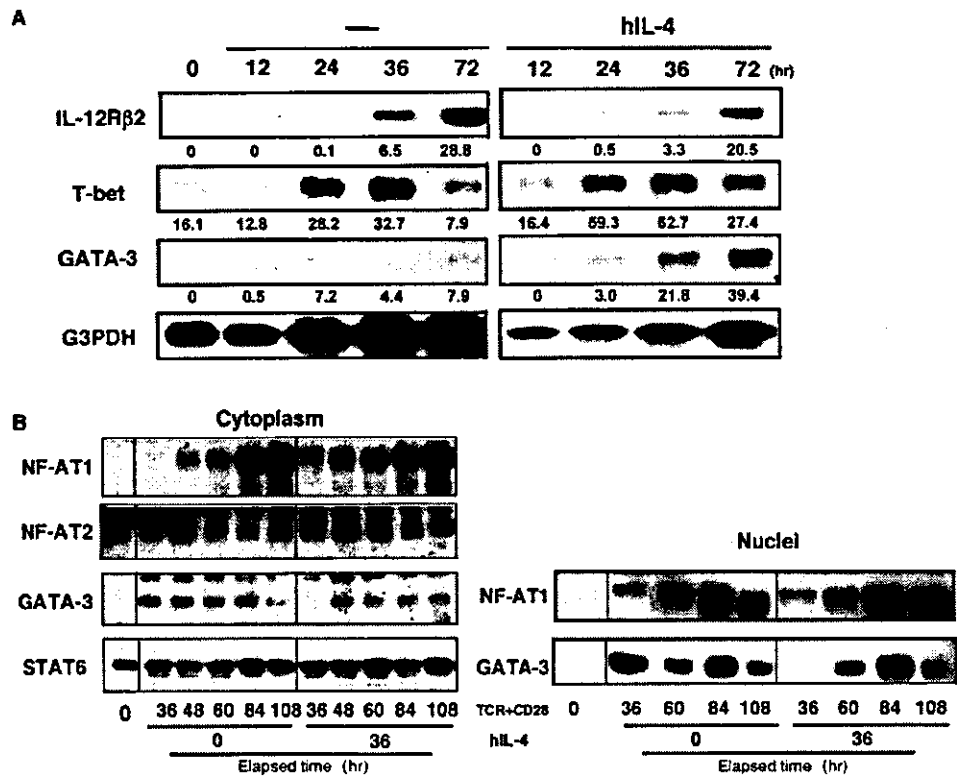 A
— hIL-4
0 12 24 36 72 12 24 36 72 (hr)
IL-12Rβ2
0 0 0.1 6.5 28.8 0 0.5 3.3 20.5
T-bet
16.1 12.8 28.2 32.7 7.9 16.4 59.3 62.7 27.4
GATA-3
0 0.5 7.2 4.4 7.9 0 3.0 21.8 39.4
G3PDH
B
Cytoplasm
NF-AT1
NF-AT2
GATA-3
STAT6
0 36 48 60 84 108 36 48 60 84 108
0 36
Elapsed time (hr)
Nuclei
NF-AT1
GATA-3
TCR+CD28 0 36 60 84 108 36 60 84 108
hIL-4 0 36
Elapsed time (hr)